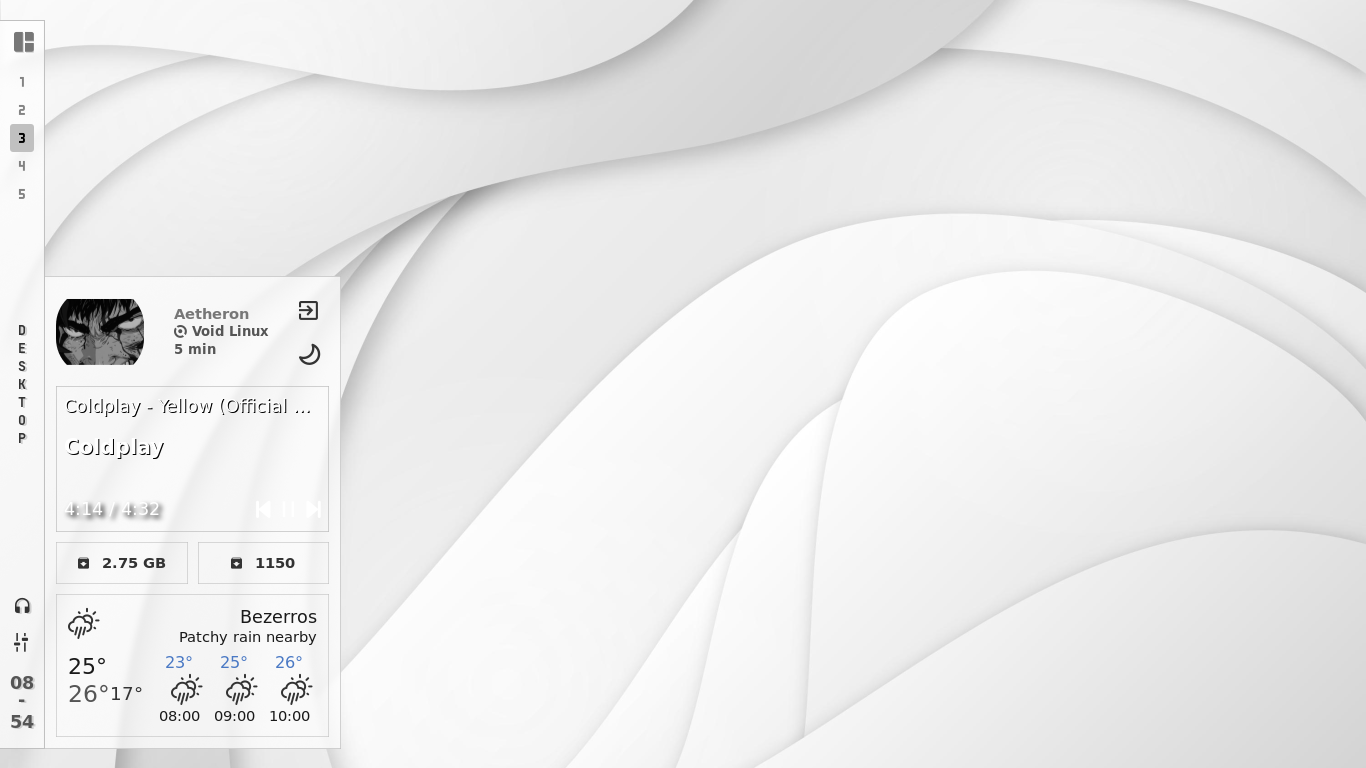 1
2
3
4
5
DESKTOP
08
-
54
Aetheron
Void Linux
5 min
Coldplay - Yellow (Official ...
Coldplay
4:14 / 4:32
2.75 GB
1150
Bezerros
Patchy rain nearby
25°
26° 17°
23° 25° 26°
08:00 09:00 10:00